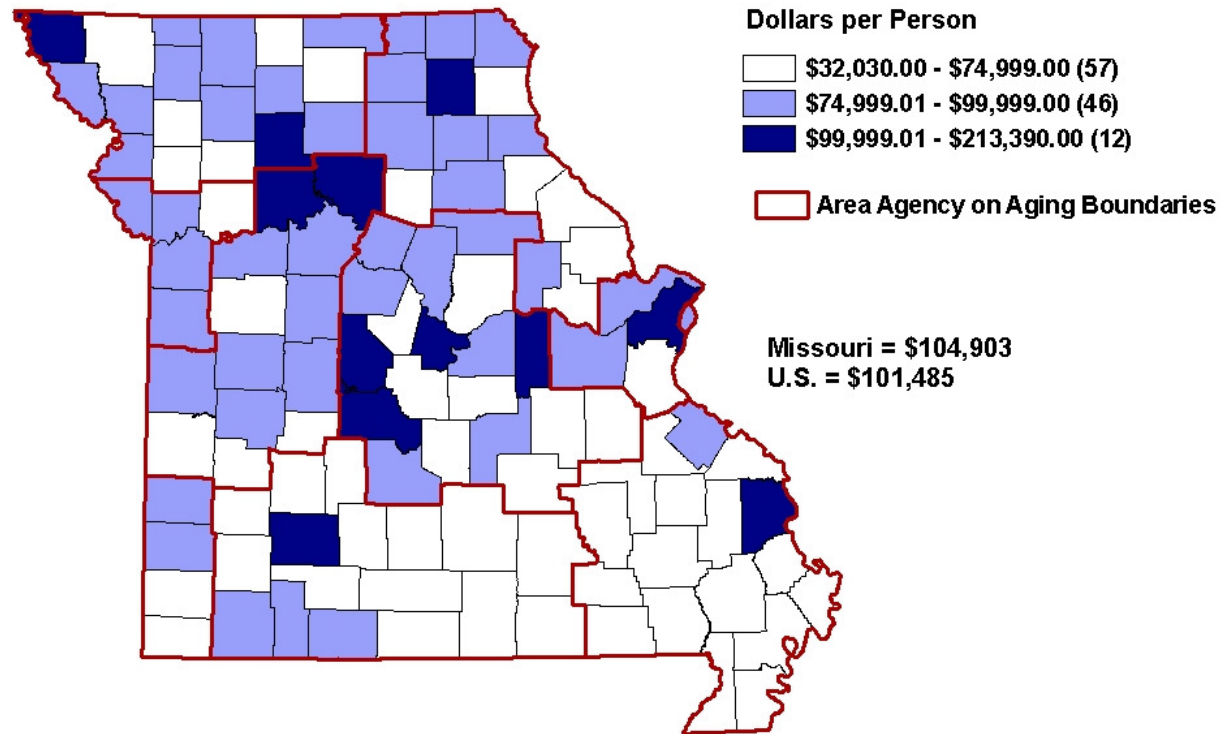 Dollars per Person
$32,030.00 - $74,999.00 (57)
$74,999.01 - $99,999.00 (46)
$99,999.01 - $213,390.00 (12)
Area Agency on Aging Boundaries
Missouri = $104,903
U.S. = $101,485